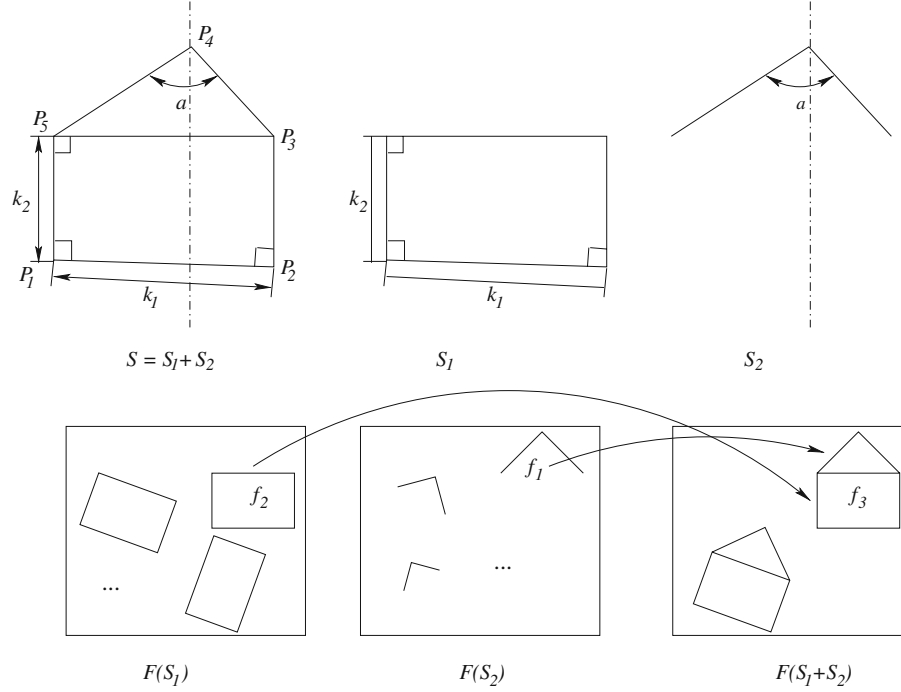 P4
a
a
P5
P3
k2
k2
P1
P2
k1
k1
S = S1 + S2
S1
S2
f2
f1
f3
...
...
F(S1)
F(S2)
F(S1+S2)